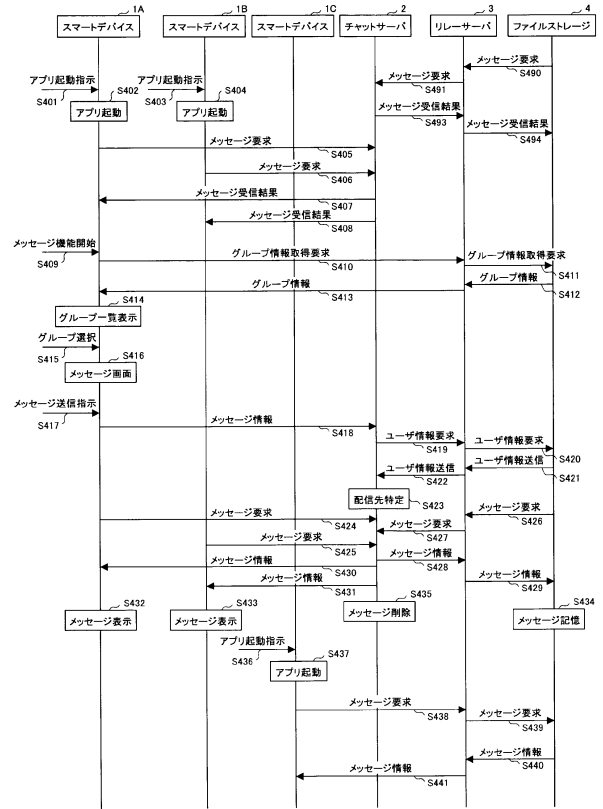 1A 1B 1C 2 3 4
スマートデバイス スマートデバイス スマートデバイス チャットサーバ リレーサーバ ファイルストレージ
メッセージ要求
S490
アプリ起動指示 S402 アプリ起動指示 S404 メッセージ要求
S401 S403 S491
アプリ起動 アプリ起動 メッセージ受信結果
S493 メッセージ受信結果
S494
メッセージ要求
S405
メッセージ要求
S406
メッセージ受信結果
S407
メッセージ受信結果
S408
メッセージ機能開始
S409 グループ情報取得要求 グループ情報取得要求
S410 S411
グループ情報 グループ情報
S413 S412
S414
グループ一覧表示
グループ選択
S415 S416
メッセージ画面
メッセージ送信指示
S417 メッセージ情報
S418 ユーザ情報要求 ユーザ情報要求
S419 S420
ユーザ情報送信 ユーザ情報送信
S422 S421
配信先特定 S423
メッセージ要求 メッセージ要求
S424 S426
メッセージ要求 メッセージ要求
S425 S427
メッセージ情報 メッセージ情報
S430 S428
メッセージ情報 メッセージ情報
S431 S429
S432 S433 S435 S434
メッセージ表示 メッセージ表示 メッセージ削除 メッセージ記憶
アプリ起動指示
S436 S437
アプリ起動
メッセージ要求
S438 メッセージ要求
S439
メッセージ情報
S440
メッセージ情報
S441